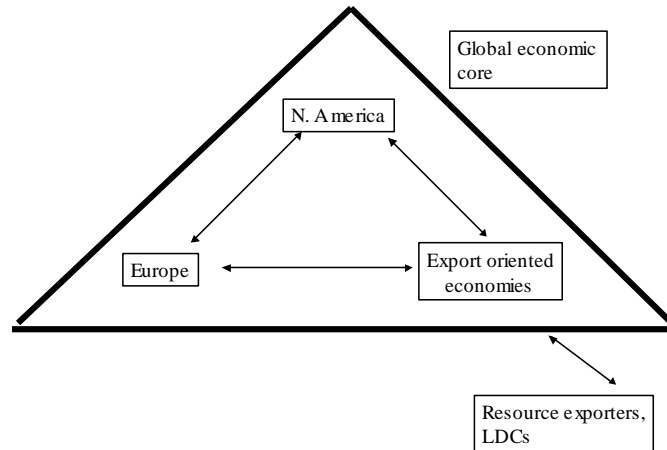 Global economic
core
N. America
Europe
Export oriented
economies
Resource exporters,
LDCs